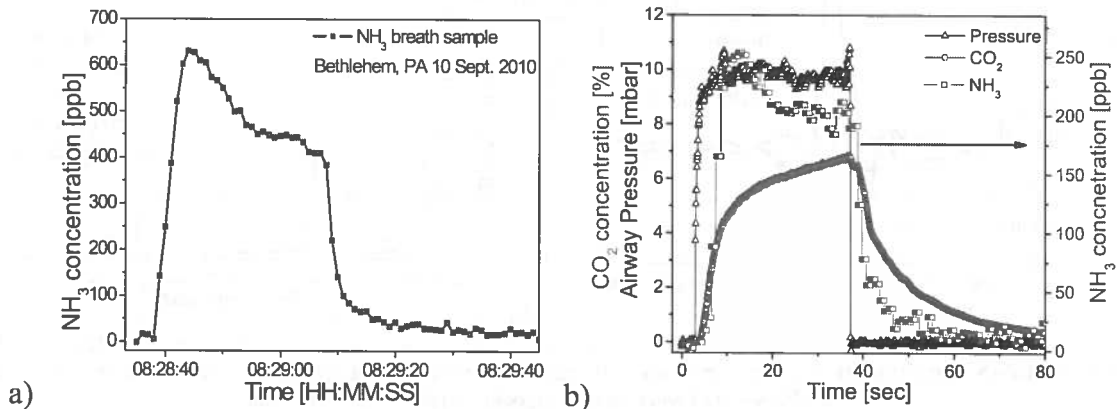 700
600
500
400
300
200
100
0
NH3 concentration [ppb]
NH3 breath sample
Bethlehem, PA 10 Sept. 2010
08:28:40
08:29:00
08:29:20
08:29:40
Time [HH:MM:SS]
a)
12
10
8
6
4
2
0
CO2 concentration [%]
Airway Pressure [mbar]
Pressure
CO2
NH3
250
200
150
100
50
0
NH3 concnetration [ppb]
0
20
40
60
80
Time [sec]
b)